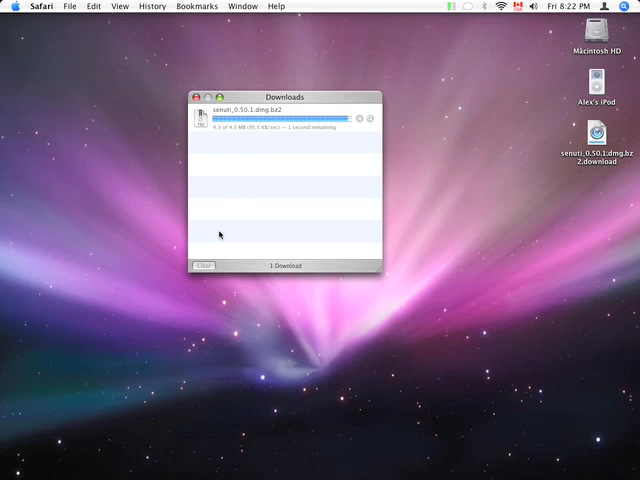 Safari File Edit View History Bookmarks Window Help Fri 8:22 PM
Macintosh HD
Alex's iPod
senuti_0.50.1.dmg.bz
2.download
Downloads
senuti_0.50.1.dmg.bz2
4.3 of 4.5 MB (95.3 KB/sec) — 1 second remaining
Clear 1 Download